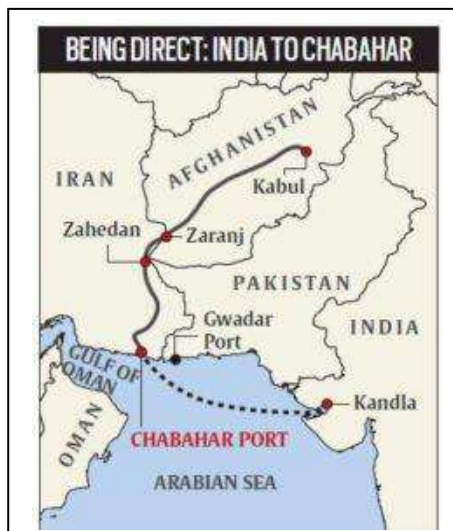 BEING DIRECT: INDIA TO CHABAHAR
AFGHANISTAN
IRAN
Kabul
Zahedan
Zaranj
PAKISTAN
INDIA
Gwadar
Port
GULF OF
OMAN
Kandla
CHABAHAR PORT
OMAN
ARABIAN SEA